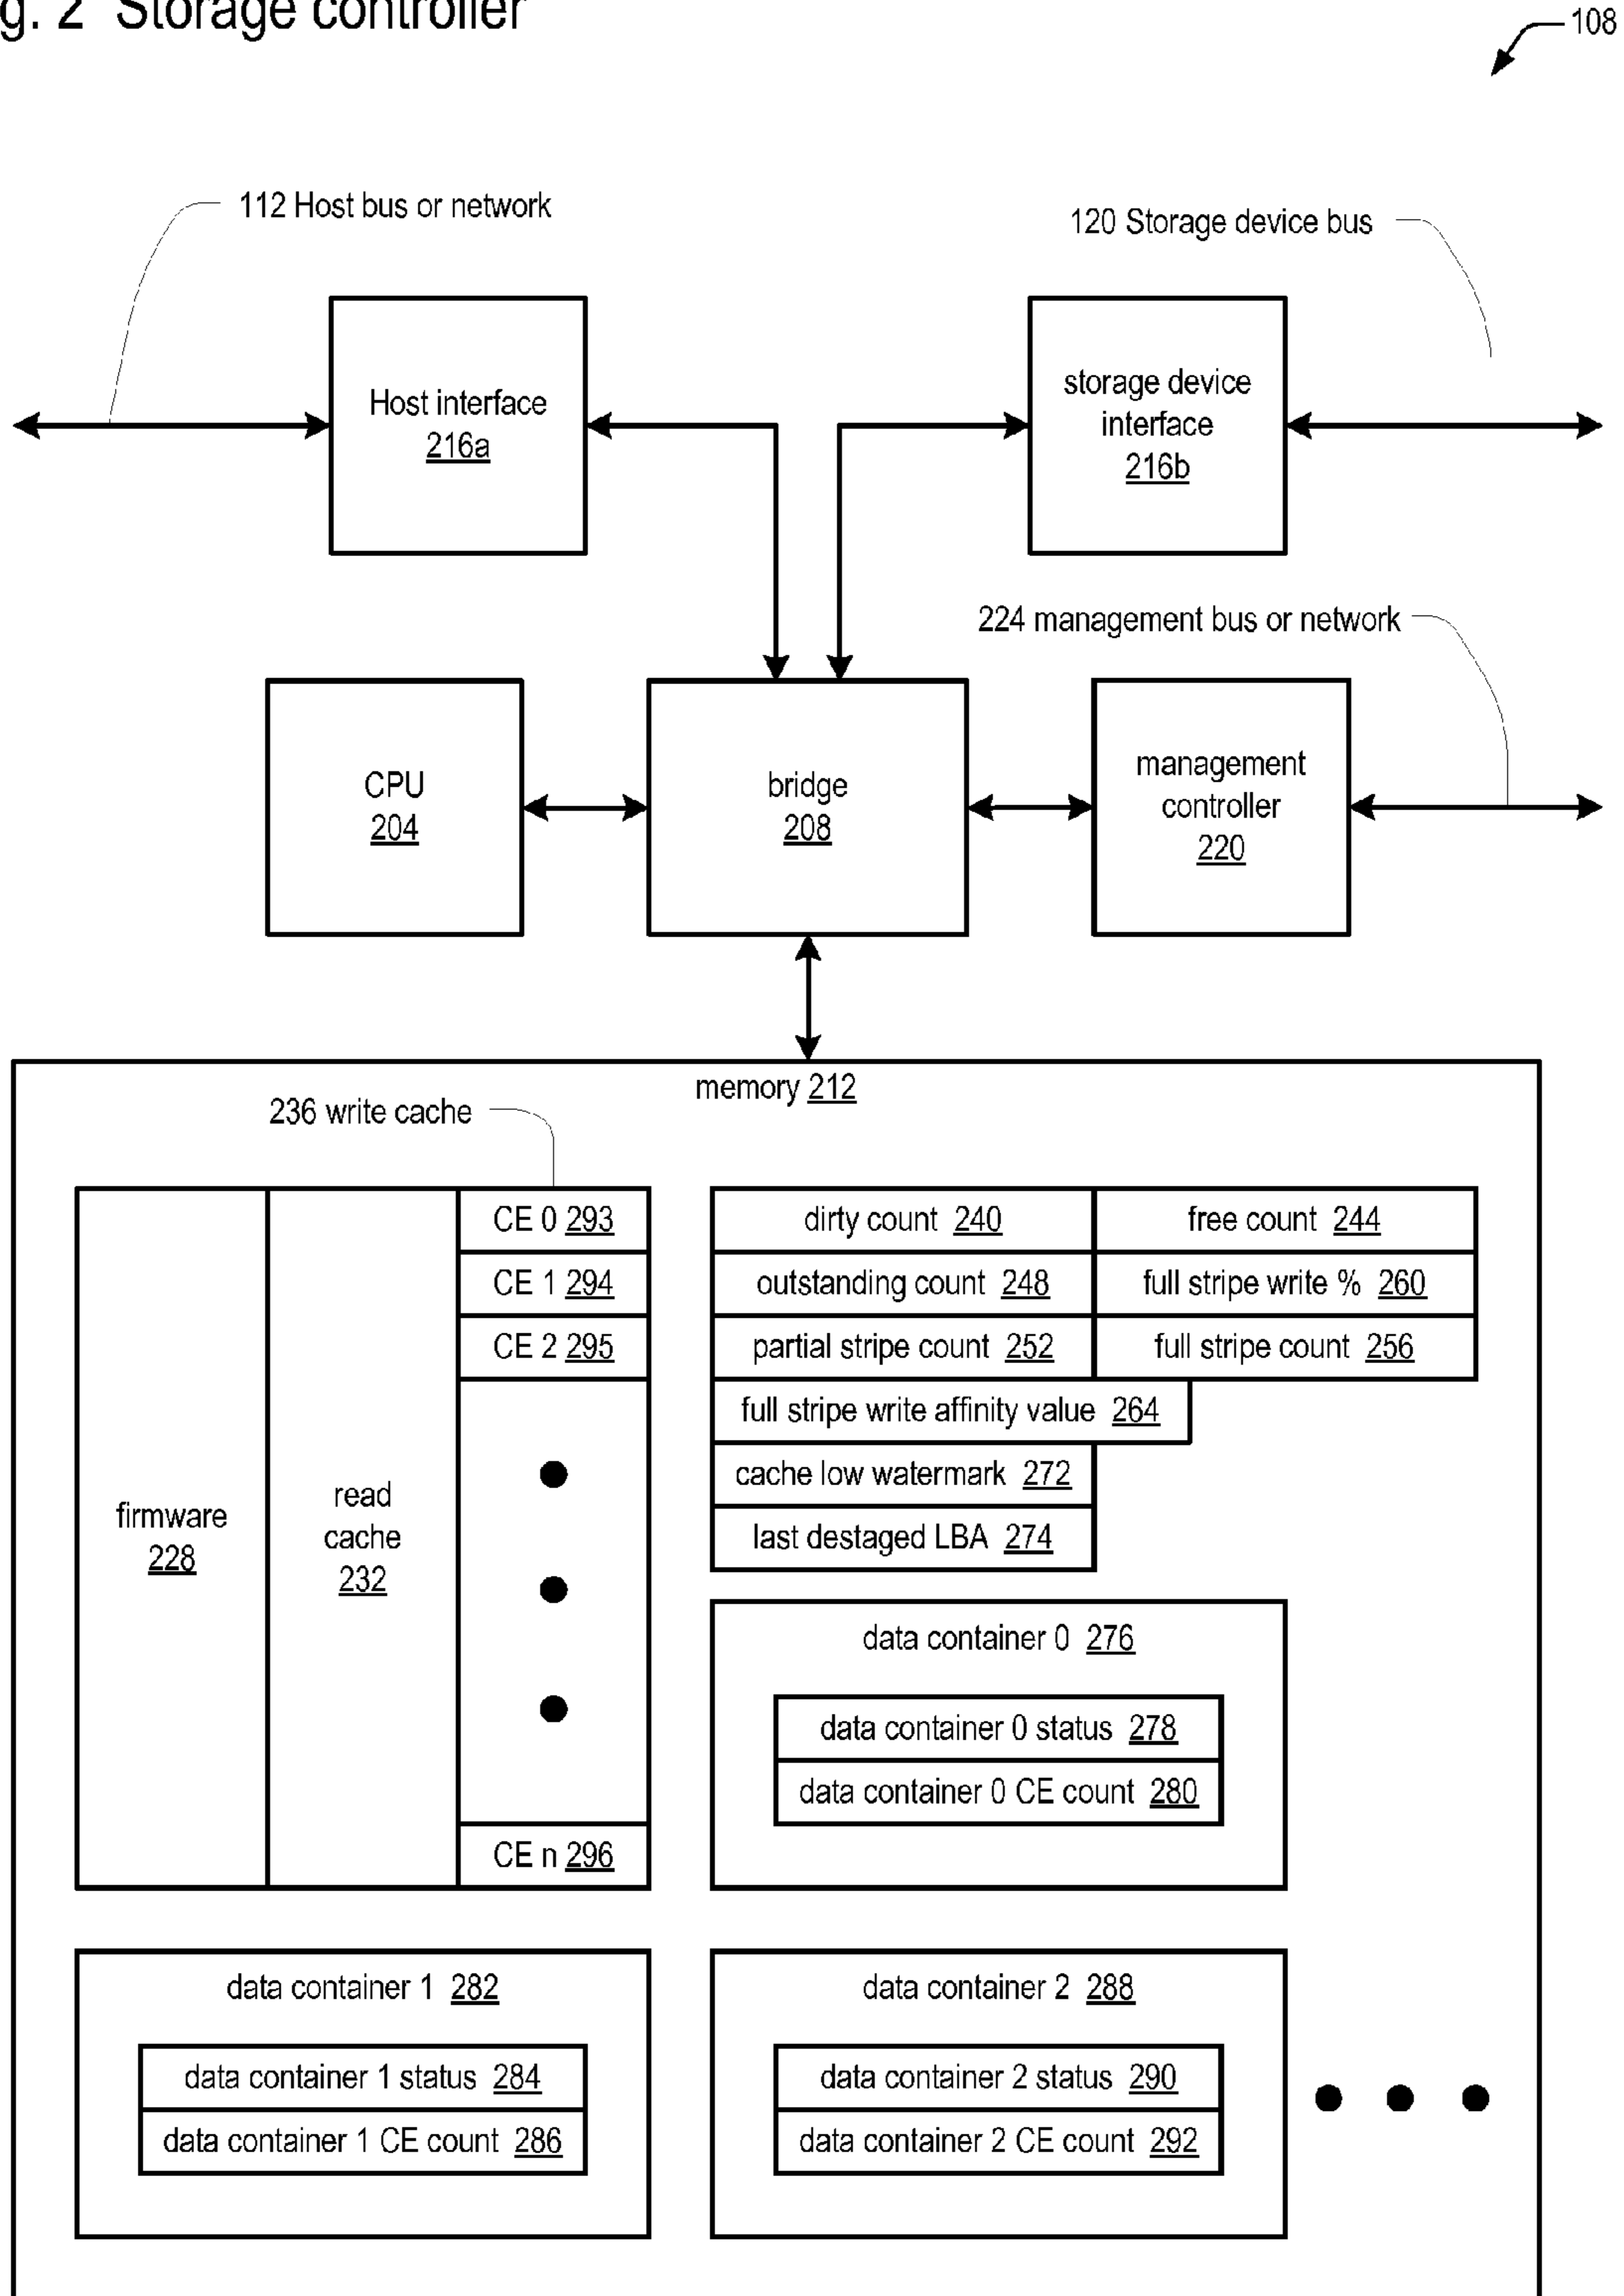 g. 2 Storage controller
108
112 Host bus or network
120 Storage device bus
Host interface
216a
storage device
interface
216b
224 management bus or network
CPU
204
bridge
208
management
controller
220
memory 212
236 write cache
firmware
228
read
cache
232
CE 0 293
CE 1 294
CE 2 295
CE n 296
dirty count 240
free count 244
outstanding count 248
full stripe write % 260
partial stripe count 252
full stripe count 256
full stripe write affinity value 264
cache low watermark 272
last destaged LBA 274
data container 0 276
data container 0 status 278
data container 0 CE count 280
data container 1 282
data container 1 status 284
data container 1 CE count 286
data container 2 288
data container 2 status 290
data container 2 CE count 292